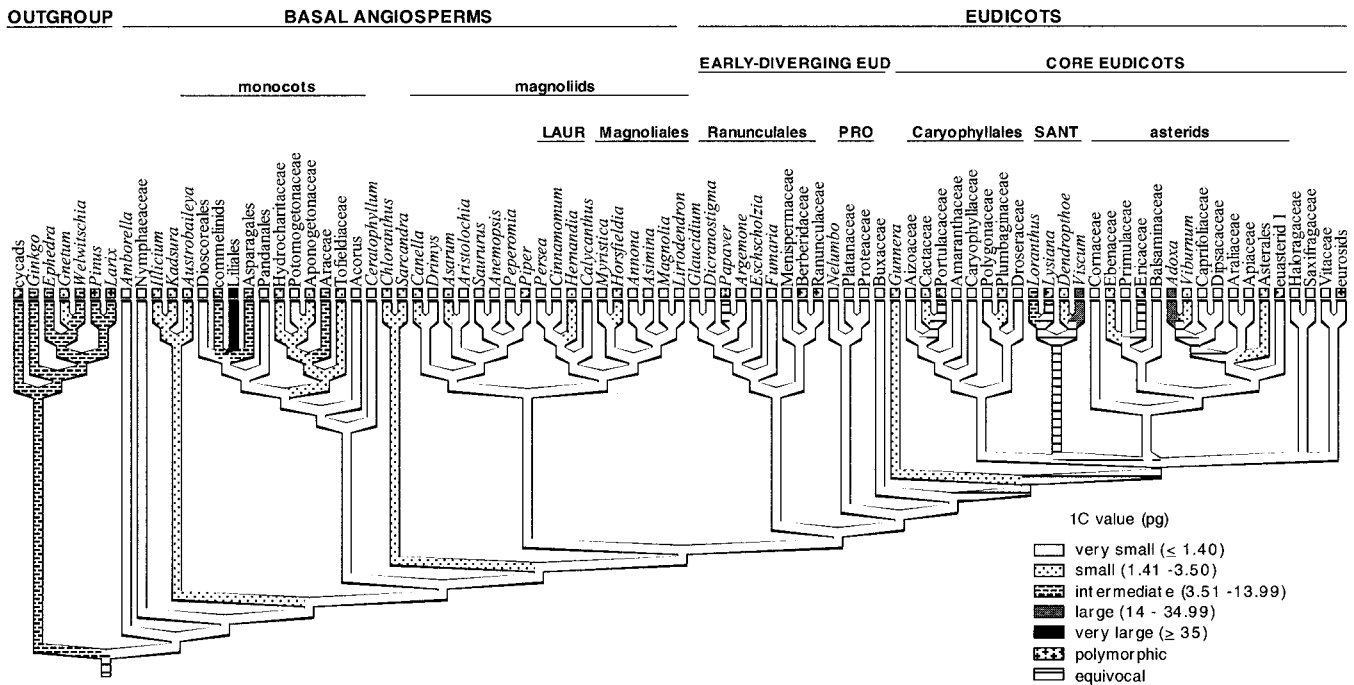 OUTGROUP
BASAL ANGIOSPERMS
EUDICOTS
EARLY-DIVERGING EUD
CORE EUDICOTS
monocots
magnoliids
LAUR
Magnoliales
Ranunculales
PRO
Caryophyllales
SANT
asterids
cycads
Ginkgo
Ephedra
Gnetum
Welwitschia
Pinus
Larix
Amborella
Nymphaeaceae
Illicium
Kadsura
Austrobaileya
Dioscoreales
commelinids
Liliales
Asparagales
Pandanales
Hydrocharitaceae
Potomogetonaceae
Aponogetonaceae
Araceae
Tofieldiaceae
Acorus
Ceratophyllum
Chloranthus
Sarcandra
Canella
Drimys
Asarum
Aristolochia
Saururus
Anemopsis
Peperomia
Piper
Persea
Cinnamomum
Hernandia
Calycanthus
Myristica
Horsfieldia
Annona
Asimina
Magnolia
Liriodendron
Glaucidium
Dicranostigma
Papaver
Argemone
Eschscholzia
Fumaria
Menispermaceae
Berberidaceae
Ranunculaceae
Nelumbo
Platanaceae
Proteaceae
Buxaceae
Gunnera
Aizoaceae
Cactaceae
Portulacaceae
Amaranthaceae
Caryophyllaceae
Polygonaceae
Plumbaginaceae
Droseraceae
Loranthus
Lysiana
Dendropthoe
Viscum
Cornaceae
Ebenaceae
Primulaceae
Ericaceae
Balsaminaceae
Adoxa
Viburnum
Caprifoliaceae
Dipsacaceae
Araliaceae
Apiaceae
Asterales
euasterid I
Haloragaceae
Saxifragaceae
Vitaceae
eurosids
1C value (pg)
very small (≤ 1.40)
small (1.41 -3.50)
intermediate (3.51 -13.99)
large (14 - 34.99)
very large (≥ 35)
polymorphic
equivocal